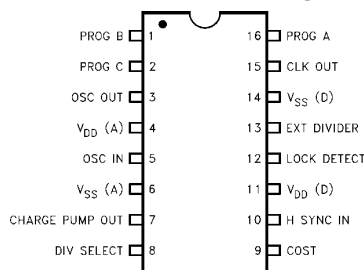 PROG B 1 16 PROG A
PROG C 2 15 CLK OUT
OSC OUT 3 14 VSS (D)
VDD (A) 4 13 EXT DIVIDER
OSC IN 5 12 LOCK DETECT
VSS (A) 6 11 VDD (D)
CHARGE PUMP OUT 7 10 H SYNC IN
DIV SELECT 8 9 COST